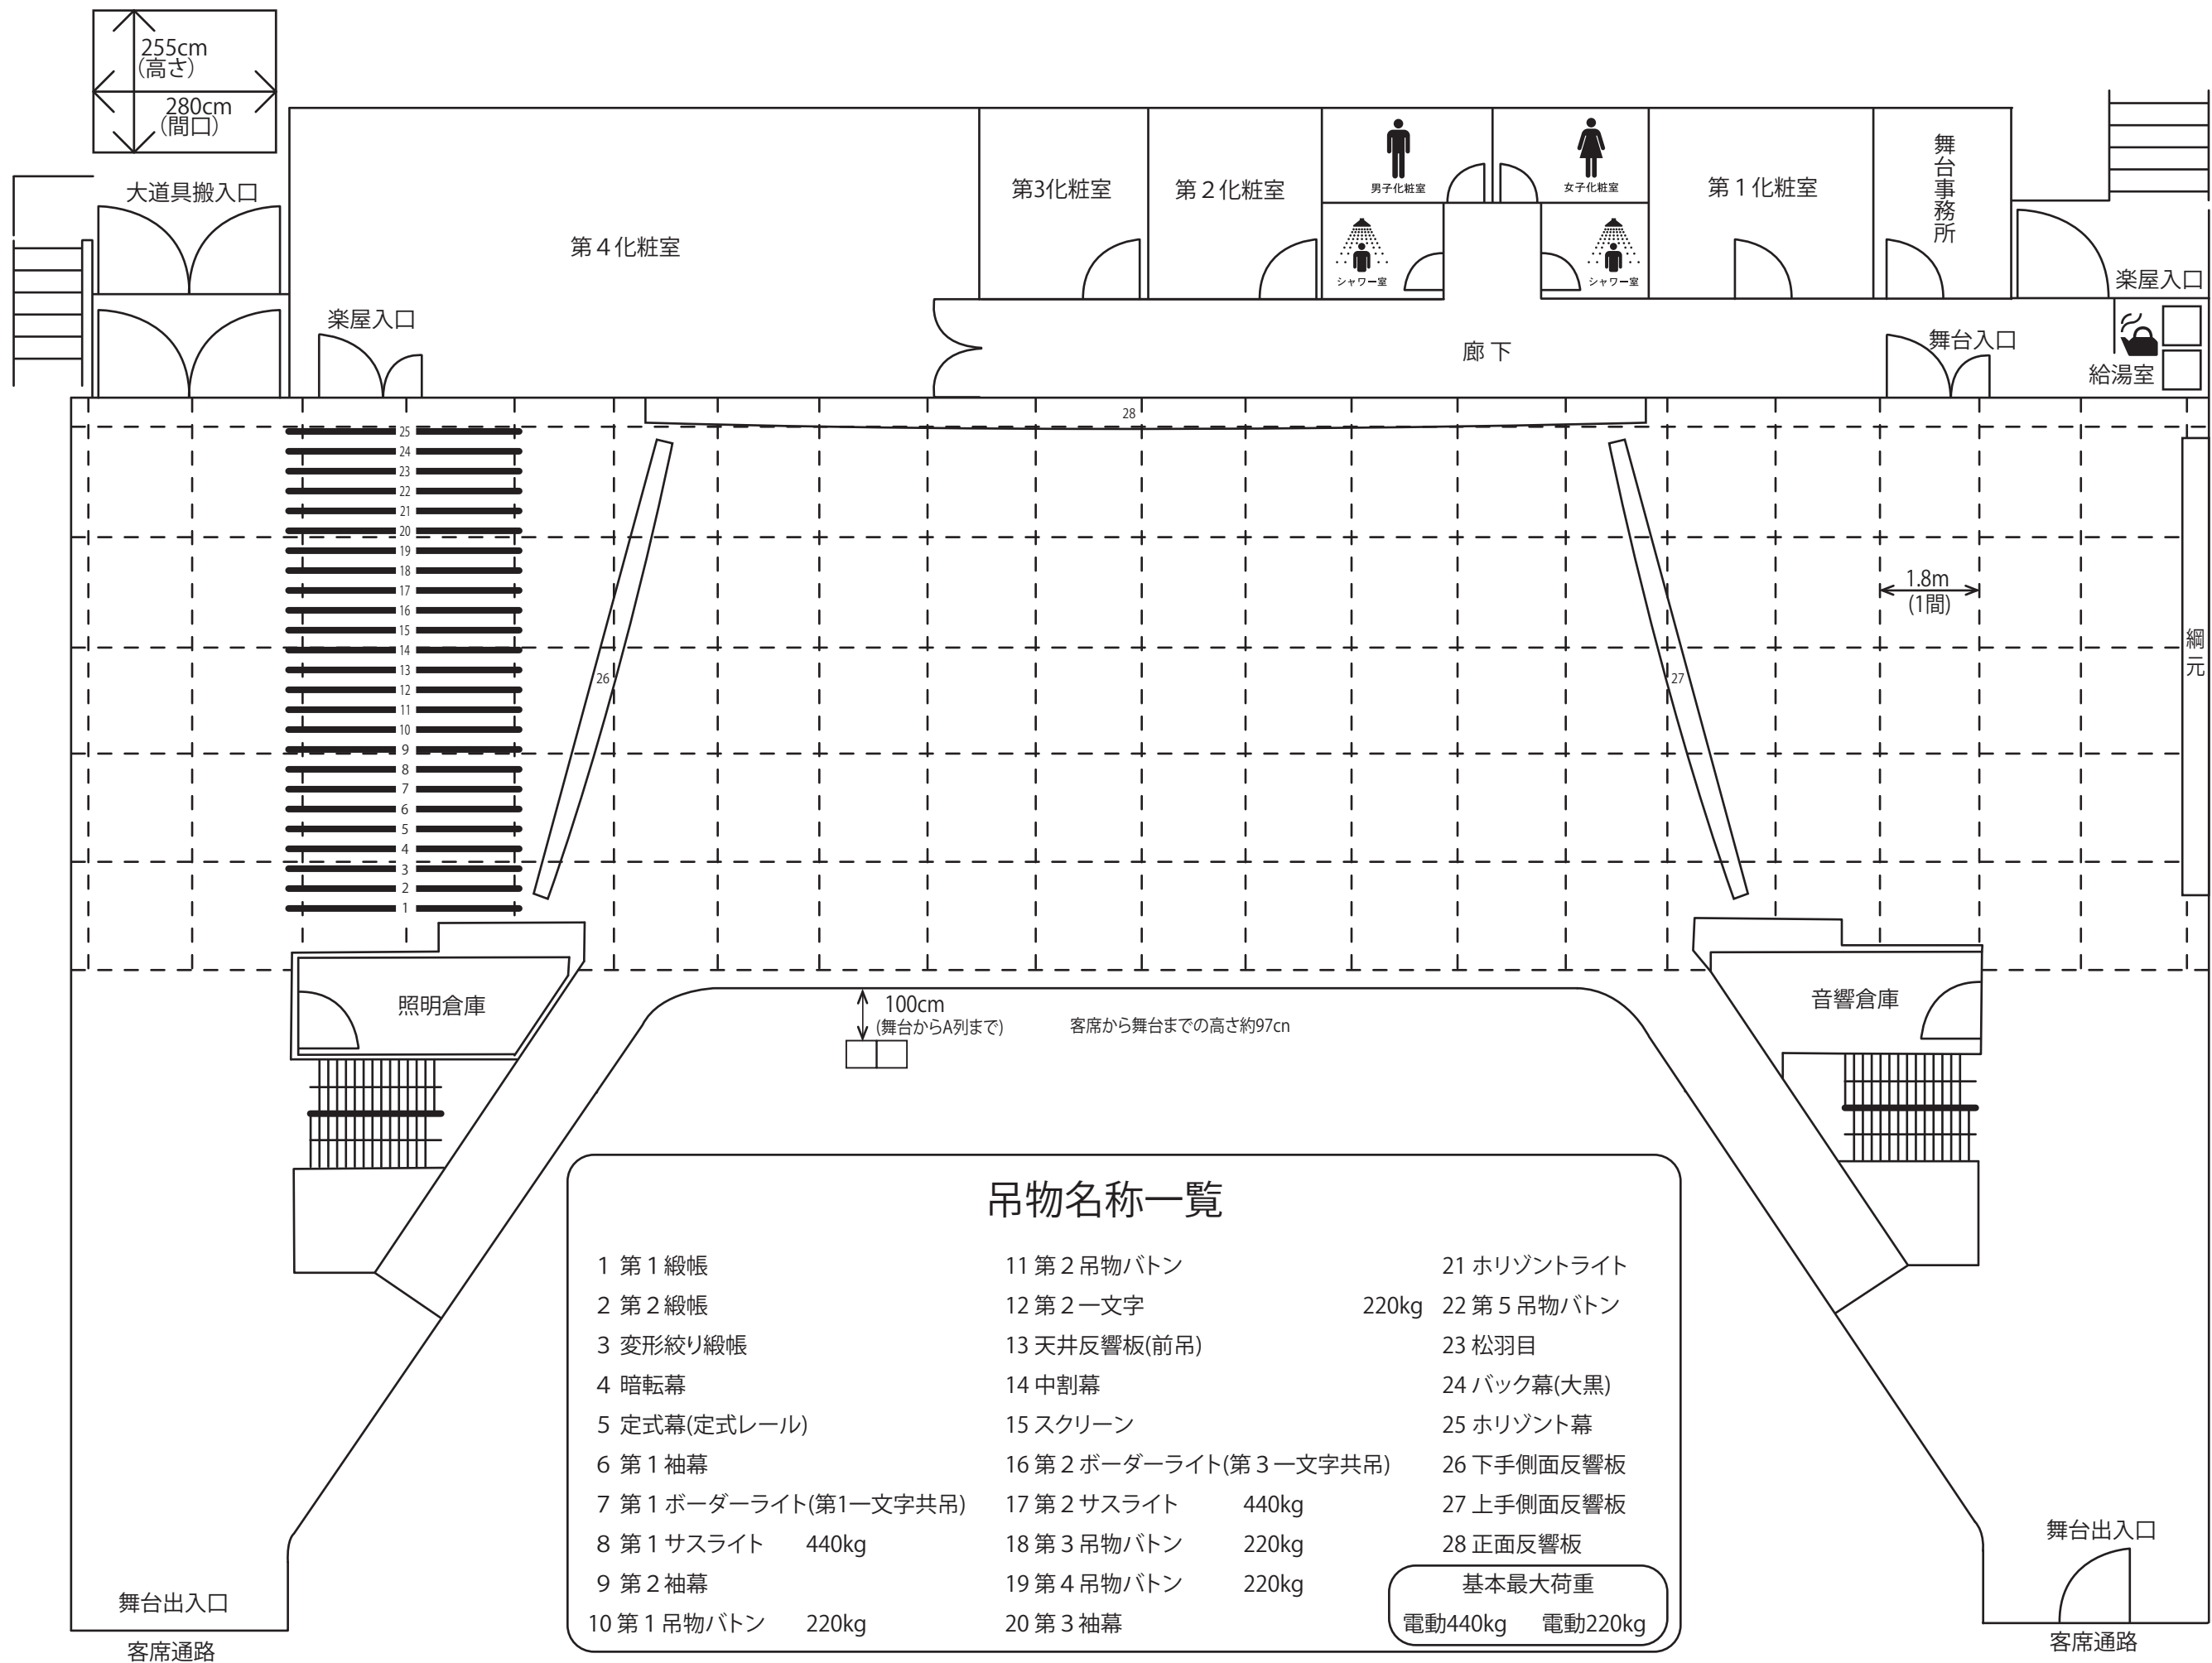 255cm
(高さ)
280cm
(間口)
大道具搬入口
楽屋入口
第４化粧室
第3化粧室
第２化粧室
男子化粧室
女子化粧室
シャワー室
シャワー室
第１化粧室
舞台事務所
楽屋入口
廊下
舞台入口
給湯室
28
25
24
23
22
21
20
19
18
17
16
15
14
13
12
11
10
9
8
7
6
5
4
3
2
1
26
27
1.8m
(1間)
綱元
照明倉庫
音響倉庫
100cm
(舞台からA列まで)
客席から舞台までの高さ約97cn
吊物名称一覧
1 第１緞帳
2 第２緞帳
3 変形絞り緞帳
4 暗転幕
5 定式幕(定式レール)
6 第１袖幕
7 第１ボーダーライト(第1一文字共吊)
8 第１サスライト 440kg
9 第２袖幕
10 第１吊物バトン 220kg
11 第２吊物バトン
12 第２一文字
13 天井反響板(前吊)
14 中割幕
15 スクリーン
16 第２ボーダーライト(第３一文字共吊)
17 第２サスライト 440kg
18 第３吊物バトン 220kg
19 第４吊物バトン 220kg
20 第３袖幕
21 ホリゾントライト
220kg 22 第５吊物バトン
23 松羽目
24 バック幕(大黒)
25 ホリゾント幕
26 下手側面反響板
27 上手側面反響板
28 正面反響板
基本最大荷重
電動440kg 電動220kg
舞台出入口
客席通路
舞台出入口
客席通路